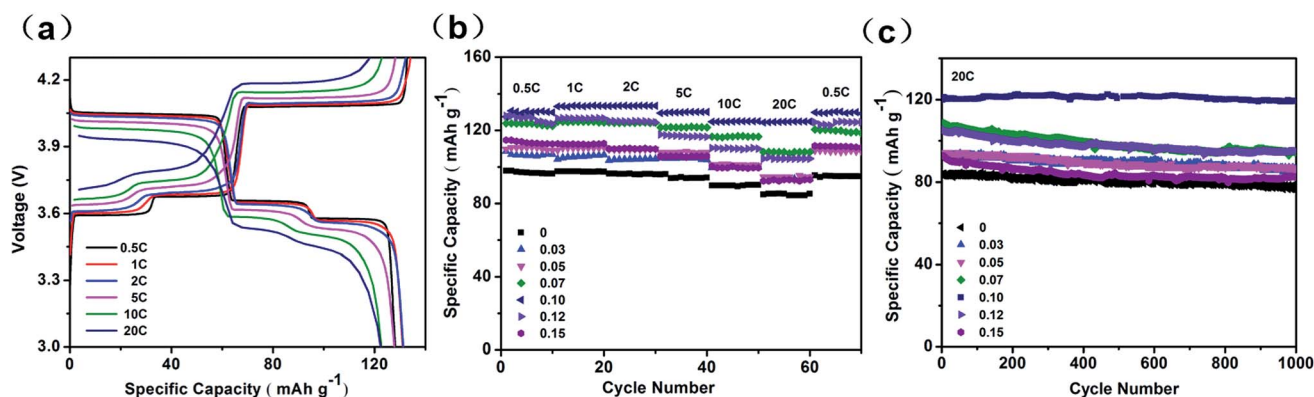 (a)
4.2
3.9
3.6
3.3
3.0
Voltage (V)
0.5C
1C
2C
5C
10C
20C
0 40 80 120
Specific Capacity ( mAh g-1)
(b)
160
120
80
40
0
Specific Capacity ( mAh g-1)
0.5C 1C 2C 5C 10C 20C 0.5C
0
0.03
0.05
0.07
0.10
0.12
0.15
0 20 40 60
Cycle Number
(c)
160
120
80
40
0
Specific Capacity ( mAh g-1)
20C
0
0.03
0.05
0.07
0.10
0.12
0.15
0 200 400 600 800 1000
Cycle Number